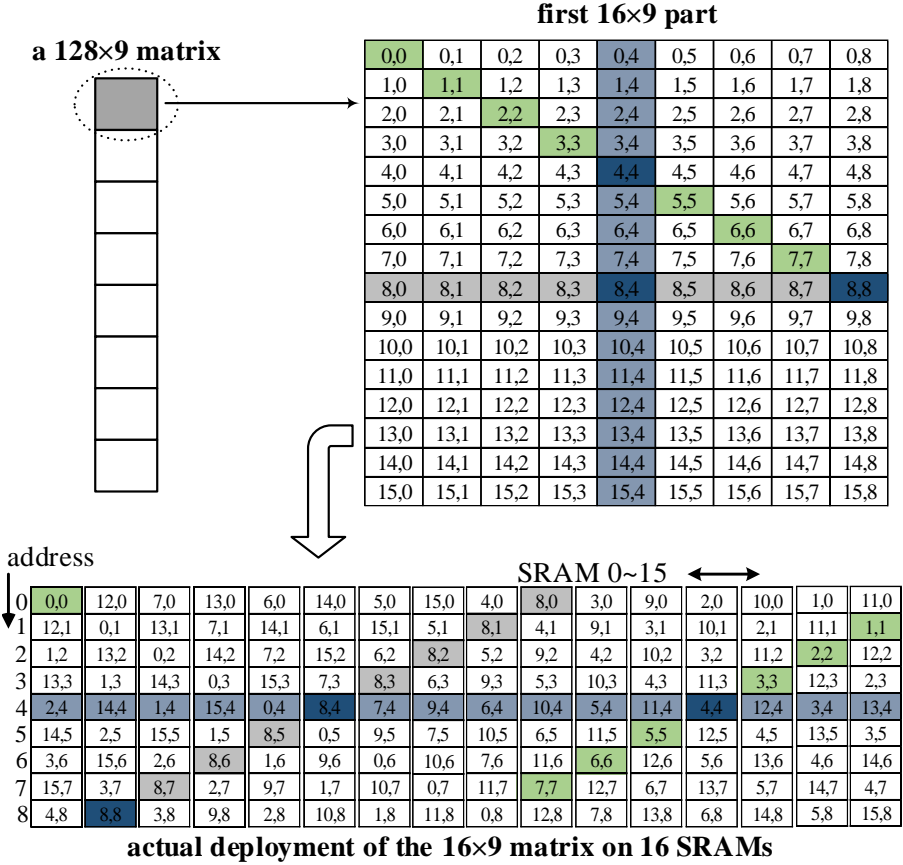 first 16×9 part
a 128×9 matrix
0,0 0,1 0,2 0,3 0,4 0,5 0,6 0,7 0,8
1,0 1,1 1,2 1,3 1,4 1,5 1,6 1,7 1,8
2,0 2,1 2,2 2,3 2,4 2,5 2,6 2,7 2,8
3,0 3,1 3,2 3,3 3,4 3,5 3,6 3,7 3,8
4,0 4,1 4,2 4,3 4,4 4,5 4,6 4,7 4,8
5,0 5,1 5,2 5,3 5,4 5,5 5,6 5,7 5,8
6,0 6,1 6,2 6,3 6,4 6,5 6,6 6,7 6,8
7,0 7,1 7,2 7,3 7,4 7,5 7,6 7,7 7,8
8,0 8,1 8,2 8,3 8,4 8,5 8,6 8,7 8,8
9,0 9,1 9,2 9,3 9,4 9,5 9,6 9,7 9,8
10,0 10,1 10,2 10,3 10,4 10,5 10,6 10,7 10,8
11,0 11,1 11,2 11,3 11,4 11,5 11,6 11,7 11,8
12,0 12,1 12,2 12,3 12,4 12,5 12,6 12,7 12,8
13,0 13,1 13,2 13,3 13,4 13,5 13,6 13,7 13,8
14,0 14,1 14,2 14,3 14,4 14,5 14,6 14,7 14,8
15,0 15,1 15,2 15,3 15,4 15,5 15,6 15,7 15,8
address
SRAM 0~15
0 0,0 12,0 7,0 13,0 6,0 14,0 5,0 15,0 4,0 8,0 3,0 9,0 2,0 10,0 1,0 11,0
1 12,1 0,1 13,1 7,1 14,1 6,1 15,1 5,1 8,1 4,1 9,1 3,1 10,1 2,1 11,1 1,1
2 1,2 13,2 0,2 14,2 7,2 15,2 6,2 8,2 5,2 9,2 4,2 10,2 3,2 11,2 2,2 12,2
3 13,3 1,3 14,3 0,3 15,3 7,3 8,3 6,3 9,3 5,3 10,3 4,3 11,3 3,3 12,3 2,3
4 2,4 14,4 1,4 15,4 0,4 8,4 7,4 9,4 6,4 10,4 5,4 11,4 4,4 12,4 3,4 13,4
5 14,5 2,5 15,5 1,5 8,5 0,5 9,5 7,5 10,5 6,5 11,5 5,5 12,5 4,5 13,5 3,5
6 3,6 15,6 2,6 8,6 1,6 9,6 0,6 10,6 7,6 11,6 6,6 12,6 5,6 13,6 4,6 14,6
7 15,7 3,7 8,7 2,7 9,7 1,7 10,7 0,7 11,7 7,7 12,7 6,7 13,7 5,7 14,7 4,7
8 4,8 8,8 3,8 9,8 2,8 10,8 1,8 11,8 0,8 12,8 7,8 13,8 6,8 14,8 5,8 15,8
actual deployment of the 16×9 matrix on 16 SRAMs